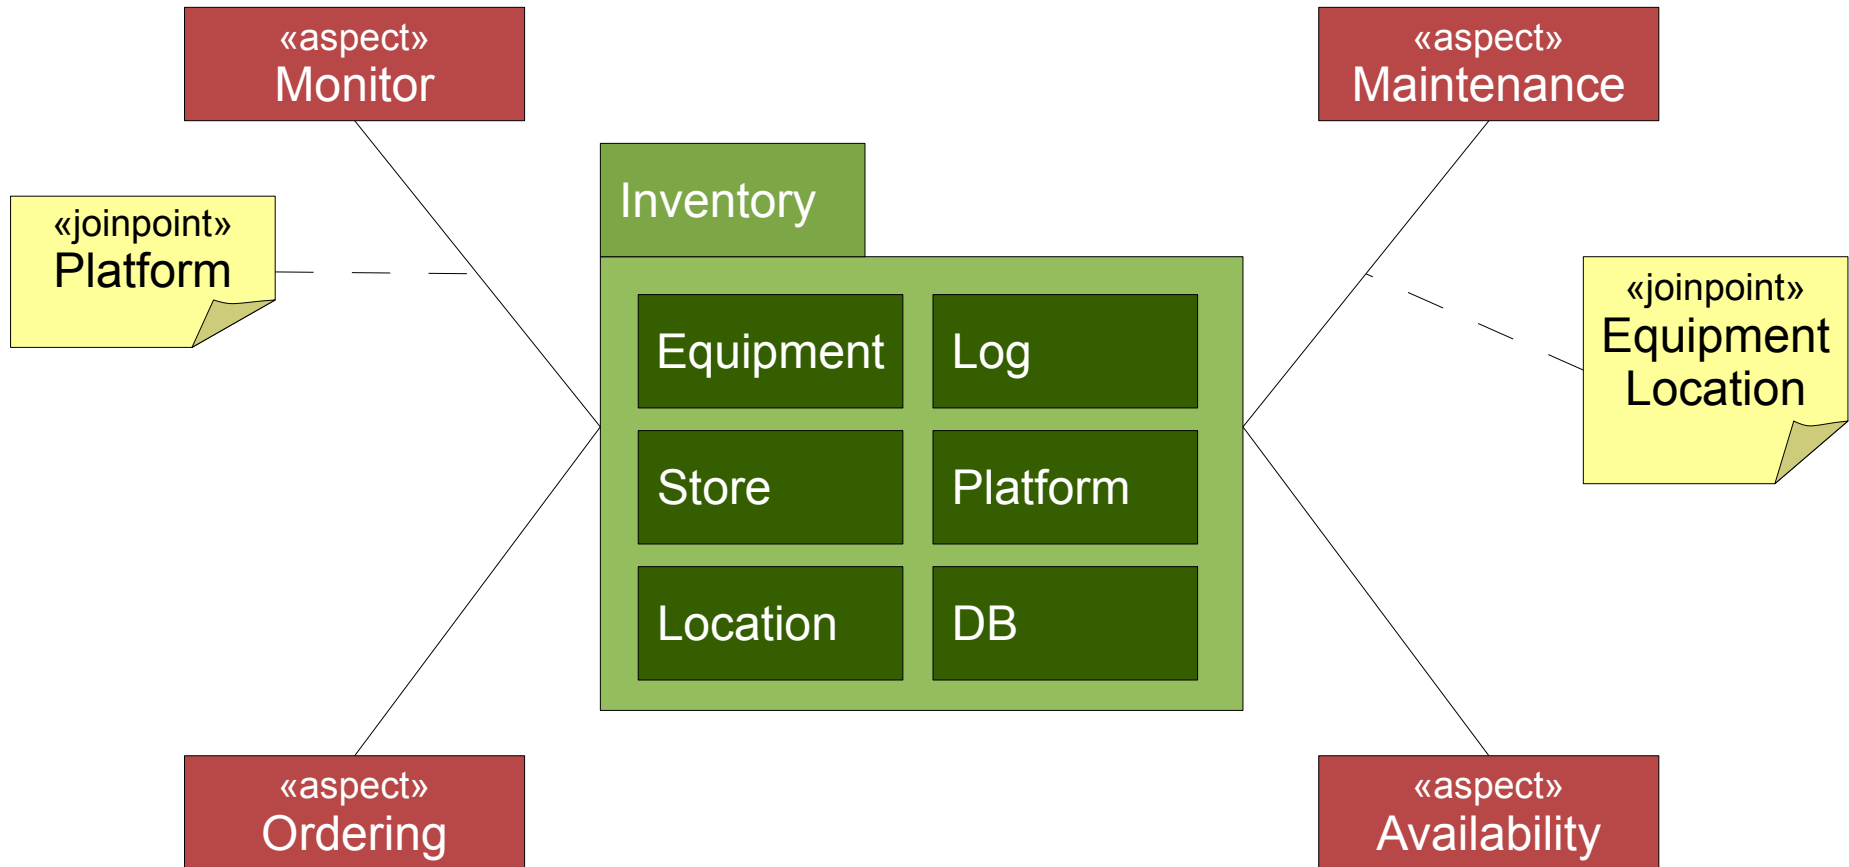 «aspect»
Monitor
«aspect»
Maintenance
«joinpoint»
Platform
Inventory
«joinpoint»
Equipment
Location
Equipment
Log
Store
Platform
Location
DB
«aspect»
Ordering
«aspect»
Availability